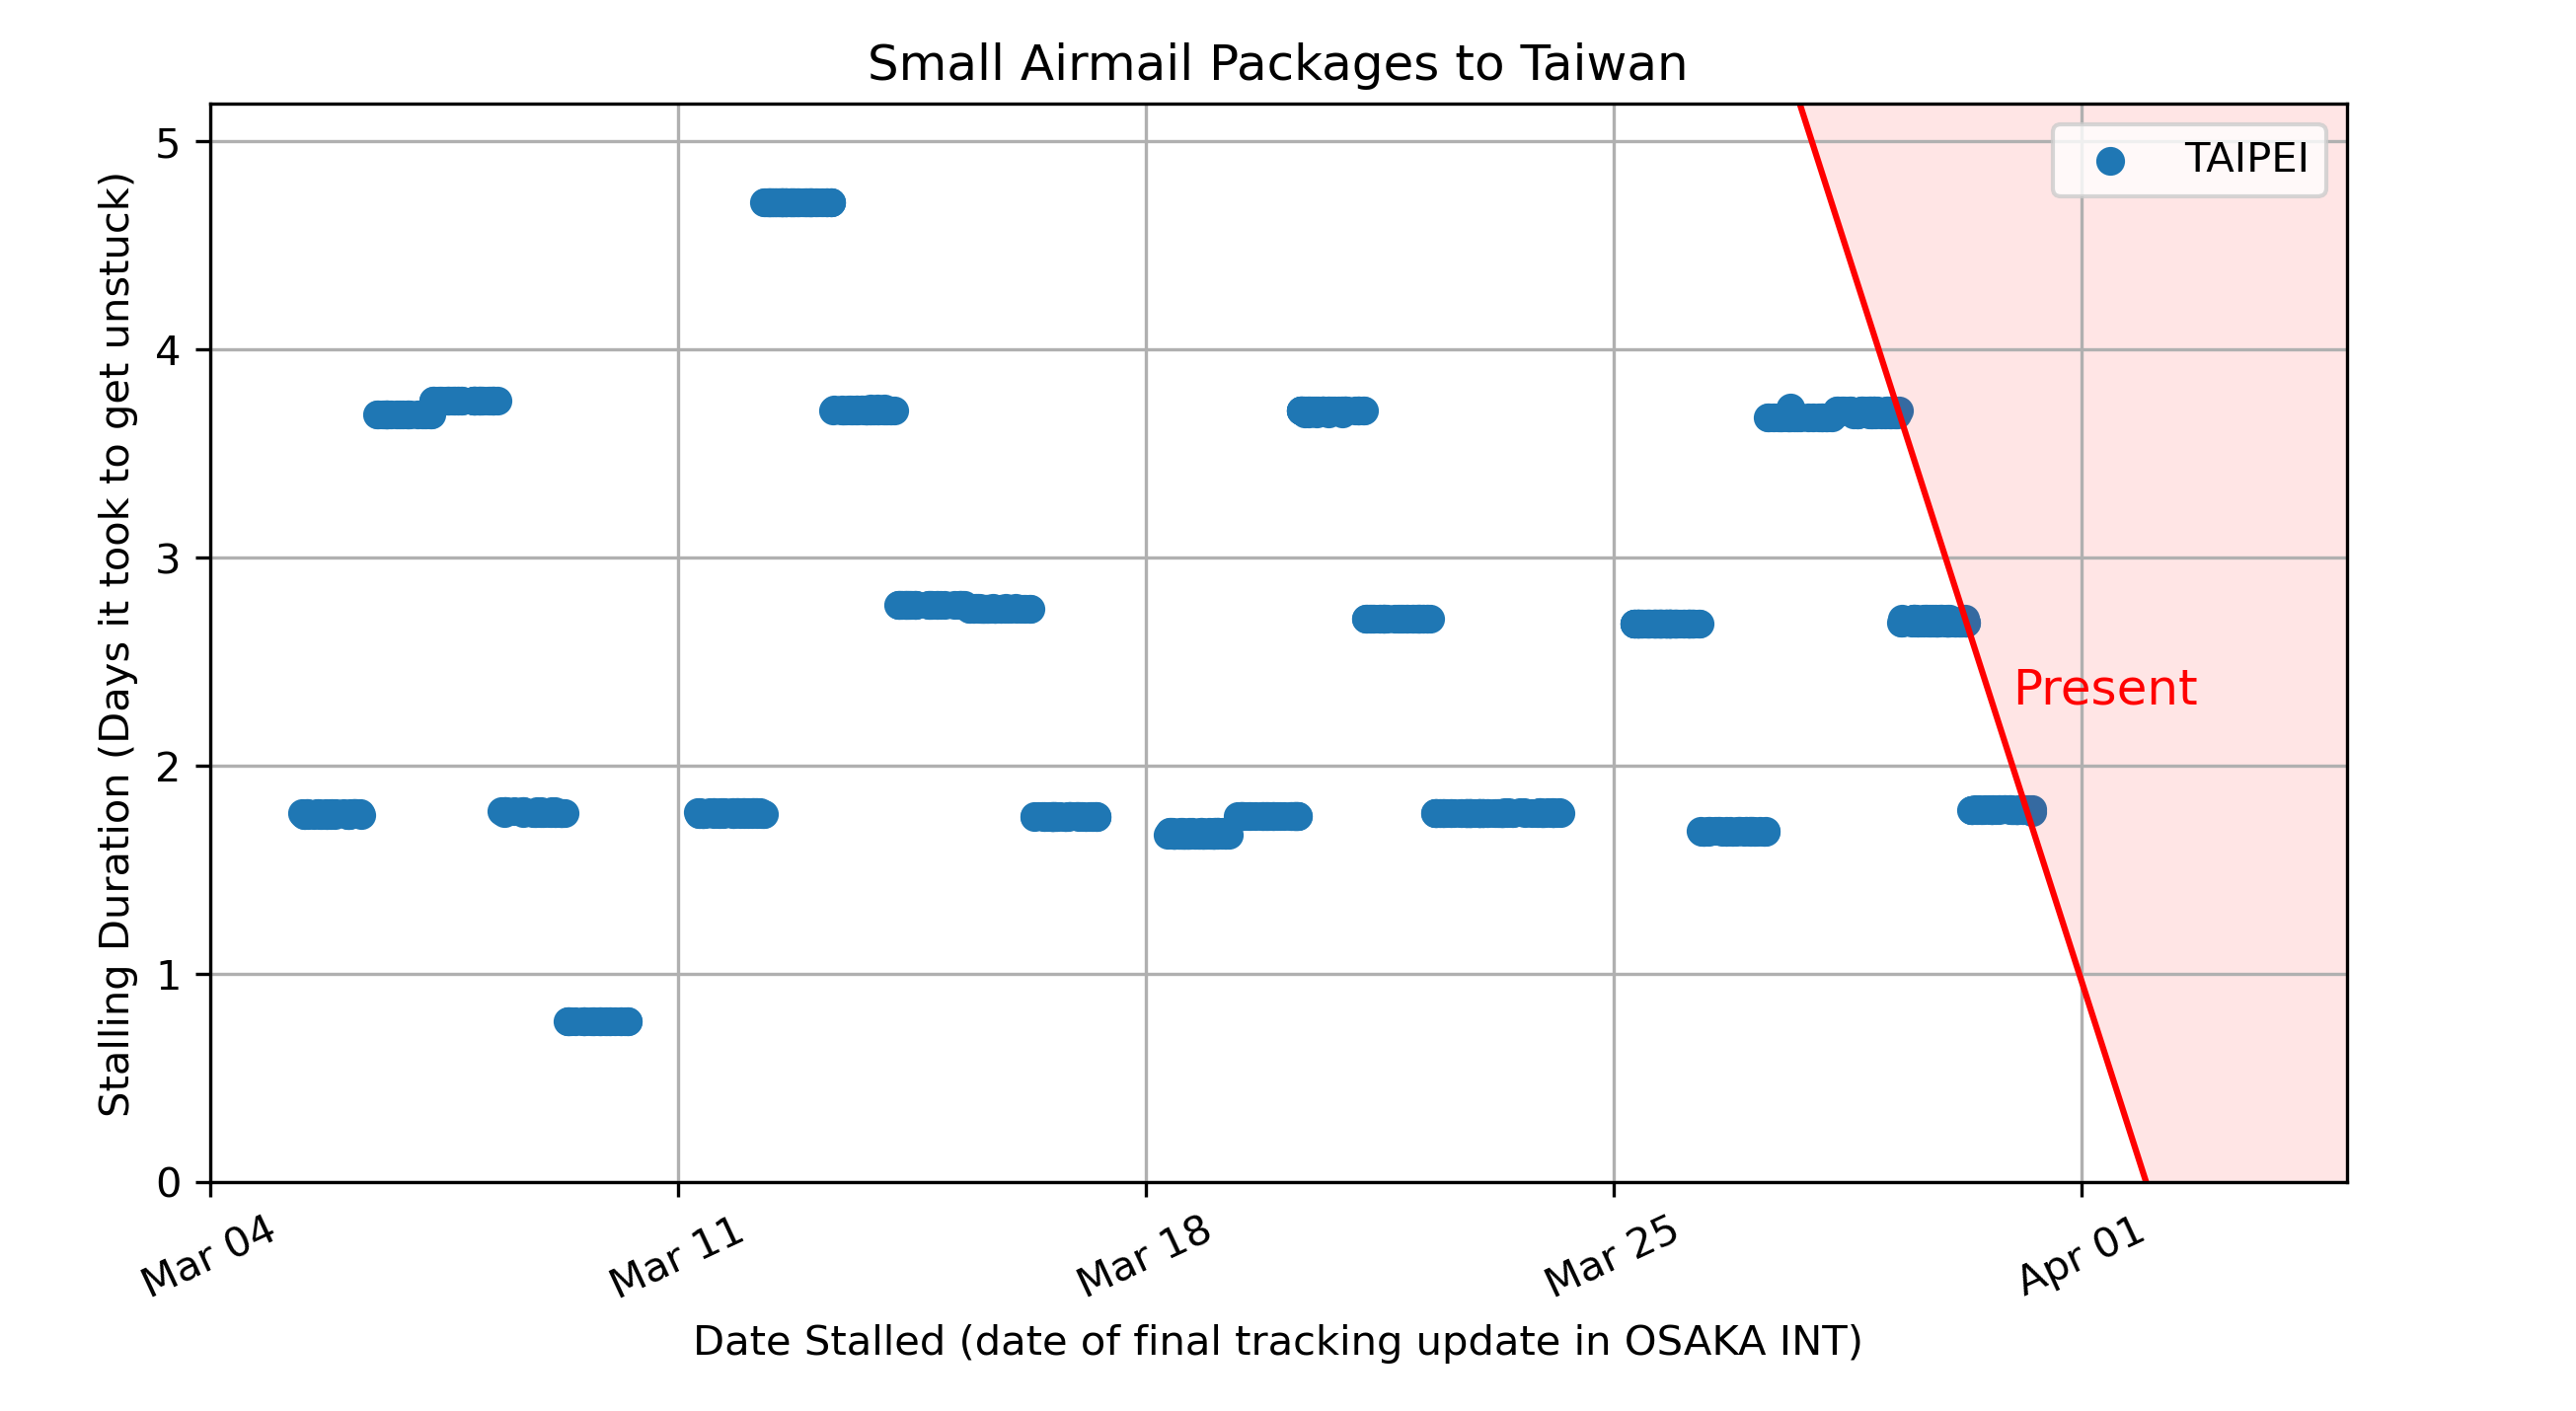 Small Airmail Packages to Taiwan
Stalling Duration (Days it took to get unstuck)
5
4
3
2
1
0
TAIPEI
Present
Mar 04
Mar 11
Mar 18
Mar 25
Apr 01
Date Stalled (date of final tracking update in OSAKA INT)